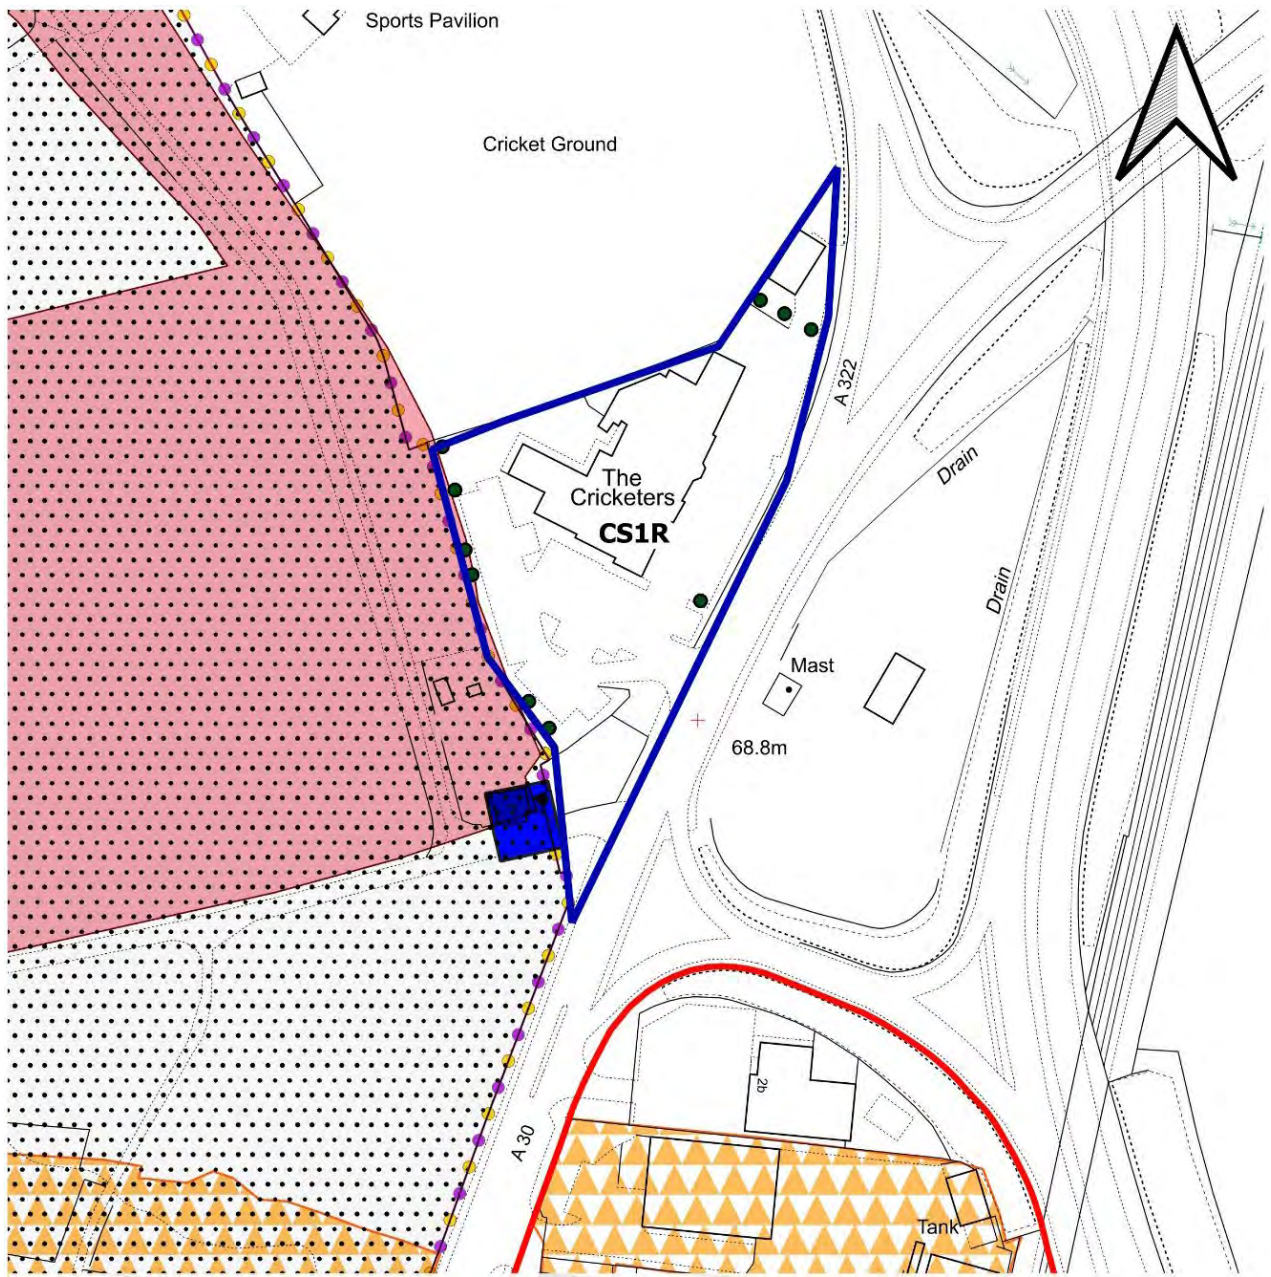 Sports Pavilion
Cricket Ground
A 322
Drain
The
Cricketers
CS1R
Drain
Mast
68.8m
2b
A 30
Tank